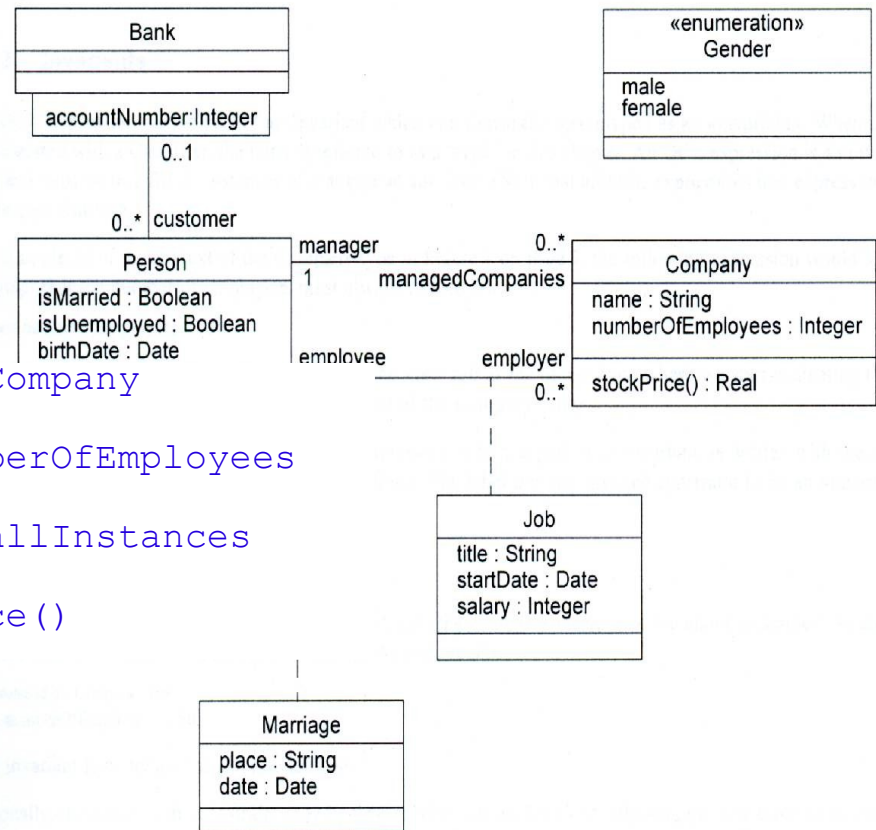 Bank
accountNumber:Integer
0..1
0..* customer
«enumeration»
Gender
male
female
Person
isMarried : Boolean
isUnemployed : Boolean
birthDate : Date
manager
1
0..*
managedCompanies
employee
employer
0..*
Company
name : String
numberOfEmployees : Integer
stockPrice() : Real
Company
berOfEmployees
allInstances
ce()
Job
title : String
startDate : Date
salary : Integer
Marriage
place : String
date : Date